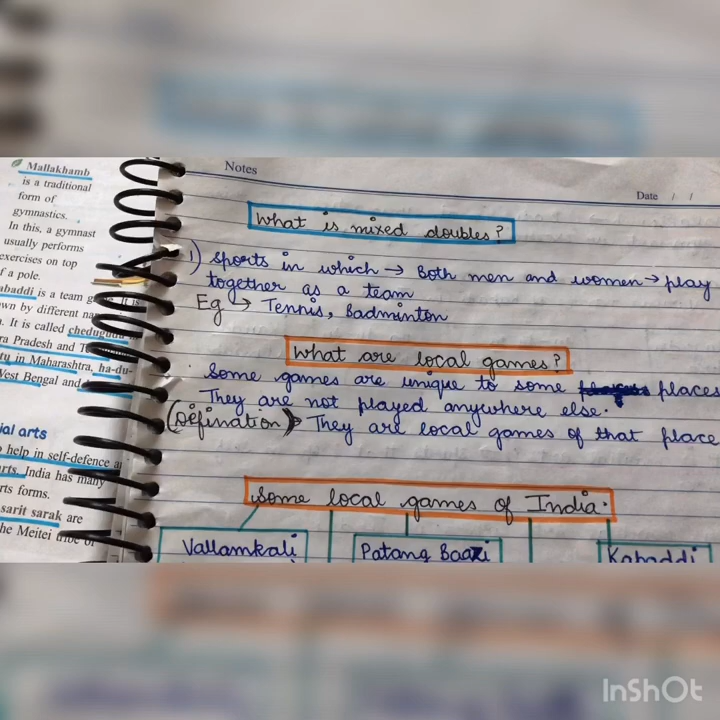 Mallakhamb
is a traditional
form of
gymnastics.
In this, a gymnast
usually performs
exercises on top
of a pole.
abaddi is a team
own by different
. It is called chedugudu
ra Pradesh and
tu in Maharashtra, ha-du-
West Bengal and
ial arts
help in self-defence
arts. India has many
rts forms.
sarit sarak are
he Meitei tribe of
Notes
Date / /
What is mixed doubles?
1) Sports in which → Both men and women → play
together as a team
Eg → Tennis, Badminton
What are local games?
Some games are unique to some places
They are not played anywhere else.
(Defination) → They are local games of that place
Some local games of India.
Vallamkali
Patang Baazi
Kabaddi
InShOt